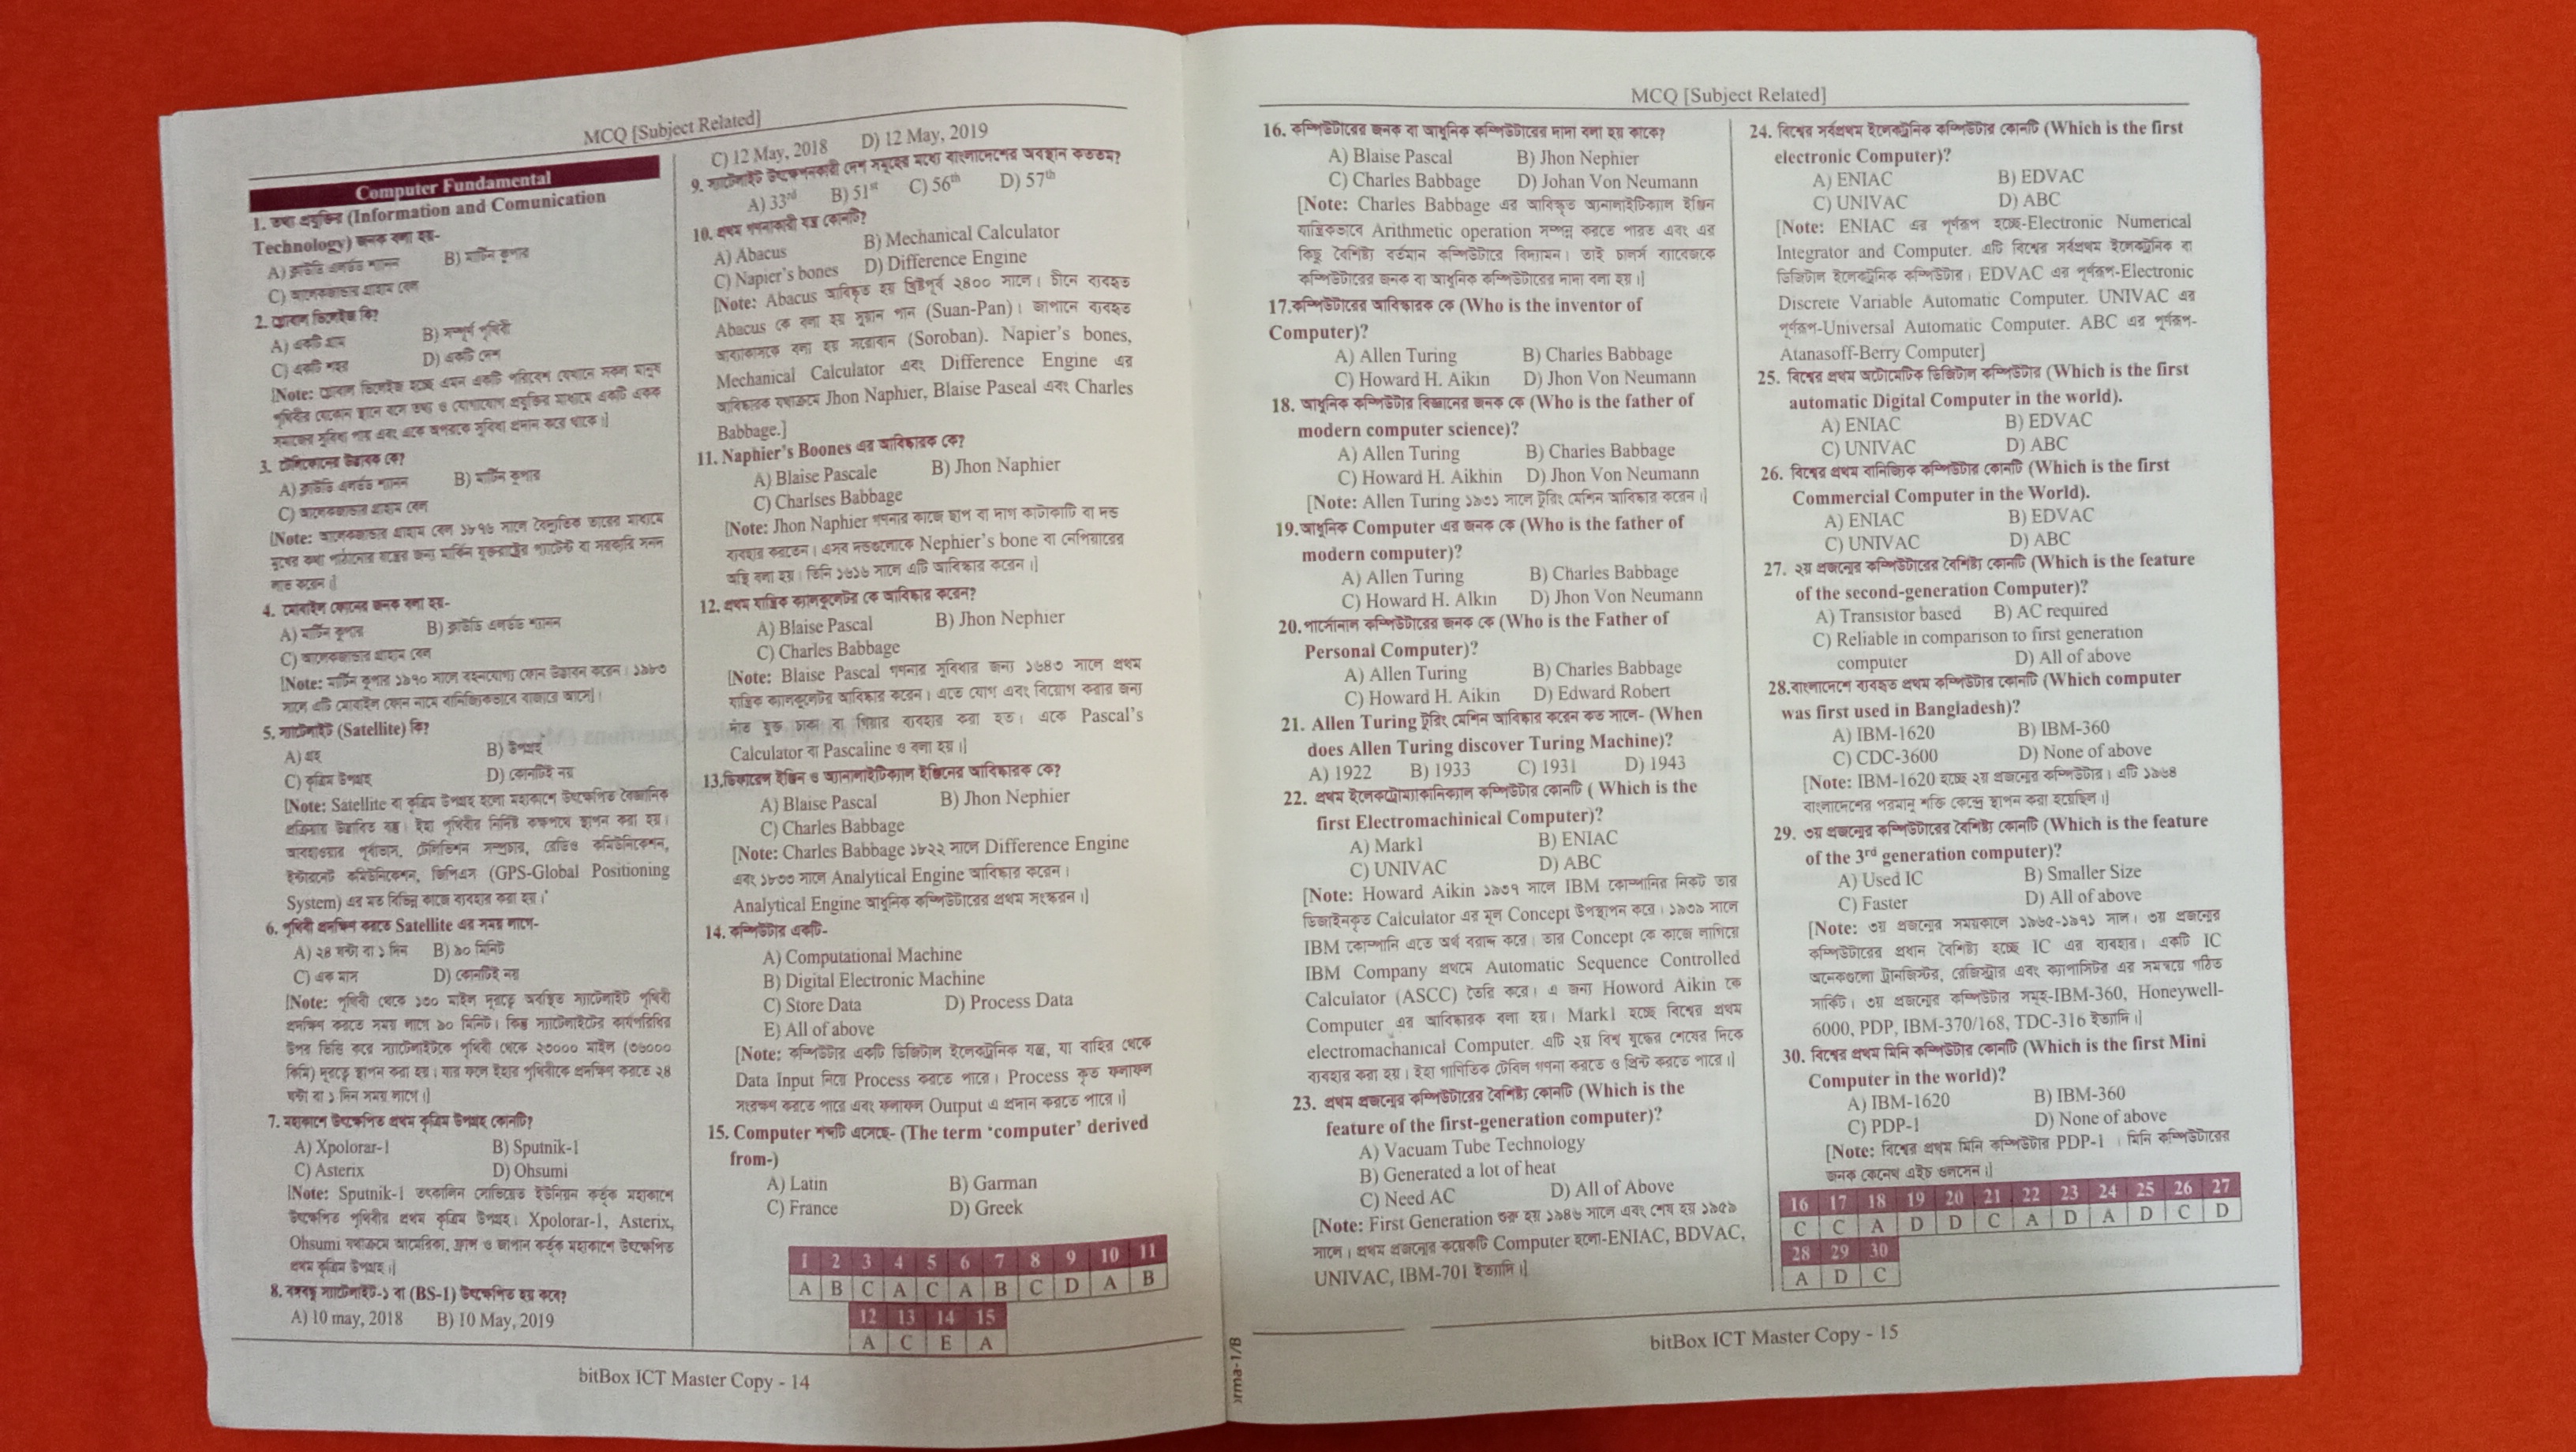 MCQ [Subject Related]
Computer Fundamental
1. তথ্য প্রযুক্তির (Information and Comunication
Technology) জনক বলা হয়-
A) ক্লাউডি এলর্ডড শ্যানন B) মার্টিন কুপার
C) আলেকজান্ডার গ্রাহাম বেল
2. গ্লোবাল ভিলেইজ কি?
A) একটি গ্রাম B) সম্পূর্ণ পৃথিবী
C) একটি শহর D) একটি দেশ
[Note: গ্লোবাল ভিলেইজ হচ্ছে এমন একটি পরিবেশ যেখানে সকল মানুষ
পৃথিবীর যেকোন স্থানে বসে তথ্য ও যোগাযোগ প্রযুক্তির মাধ্যমে একটি একক
সমাজের সুবিধা পায় এবং একে অপরকে সুবিধা প্রদান করে থাকে।]
3. টেলিফোনের উদ্ভাবক কে?
A) ক্লাউডি এলর্ডড শ্যানন B) মার্টিন কুপার
C) আলেকজান্ডার গ্রাহাম বেল
[Note: আলেকজান্ডার গ্রাহাম বেল ১৮৭৬ সালে বৈদ্যুতিক তারের মাধ্যমে
মুখের কথা পাঠানোর যন্ত্রের জন্য মার্কিন যুক্তরাষ্ট্রের প্যাটেন্ট বা সরকারি সনদ
লাভ করেন।]
4. মোবাইল ফোনের জনক বলা হয়-
A) মার্টিন কুপার B) ক্লাউডি এলর্ডড শ্যানন
C) আলেকজান্ডার গ্রাহাম বেল
[Note: মার্টিন কুপার ১৯৭০ সালে বহনযোগ্য ফোন উদ্ভাবন করেন। ১৯৮৩
সালে এটি মোবাইল ফোন নামে বানিজ্যিকভাবে বাজারে আসে]।
5. স্যাটেলাইট (Satellite) কি?
A) গ্রহ B) উপগ্রহ
C) কৃত্রিম উপগ্রহ D) কোনটিই নয়
[Note: Satellite বা কৃত্রিম উপগ্রহ হলো মহাকাশে উৎক্ষেপিত বৈজ্ঞানিক
প্রক্রিয়ায় উদ্ভাবিত বস্তু। ইহা পৃথিবীর নির্দিষ্ট কক্ষপথে স্থাপন করা হয়।
আবহাওয়ার পূর্বাভাস, টেলিভিশন সম্প্রচার, রেডিও কমিউনিকেশন,
ইন্টারনেট কমিউনিকেশন, জিপিএস (GPS-Global Positioning
System) এর মত বিভিন্ন কাজে ব্যবহার করা হয়।
6. পৃথিবী প্রদক্ষিণ করতে Satellite এর সময় লাগে-
A) ২৪ ঘন্টা বা ১ দিন B) ৯০ মিনিট
C) এক মাস D) কোনটিই নয়
[Note: পৃথিবী থেকে ১৩০ মাইল দূরত্বে অবস্থিত স্যাটেলাইট পৃথিবী
প্রদক্ষিণ করতে সময় লাগে ৯০ মিনিট। কিন্তু স্যাটেলাইটের কার্যপরিধির
উপর ভিত্তি করে স্যাটেলাইটকে পৃথিবী থেকে ২৩০০০ মাইল (৩৬০০০
কিমি) দূরত্বে স্থাপন করা হয়। যার ফলে ইহার পৃথিবীকে প্রদক্ষিণ করতে ২৪
ঘন্টা বা ১ দিন সময় লাগে।]
7. মহাকাশে উৎক্ষেপিত প্রথম কৃত্রিম উপগ্রহ কোনটি?
A) Xpolorar-1 B) Sputnik-1
C) Asterix D) Ohsumi
[Note: Sputnik-1 তৎকালিন সোভিয়েত ইউনিয়ন কর্তৃক মহাকাশে
উৎক্ষেপিত পৃথিবীর প্রথম কৃত্রিম উপগ্রহ। Xpolorar-1, Asterix,
Ohsumi যথাক্রমে আমেরিকা, ফ্রান্স ও জাপান কর্তৃক মহাকাশে উৎক্ষেপিত
প্রথম কৃত্রিম উপগ্রহ।]
8. বঙ্গবন্ধু স্যাটেলাইট-১ বা (BS-1) উৎক্ষেপিত হয় কবে?
A) 10 may, 2018 B) 10 May, 2019
C) 12 May, 2018 D) 12 May, 2019
9. স্যাটেলাইট উৎক্ষেপনকারী দেশ সমূহের মধ্যে বাংলাদেশের অবস্থান কততম?
A) 33rd B) 51st C) 56th D) 57th
10. প্রথম গণনাকারী যন্ত্র কোনটি?
A) Abacus B) Mechanical Calculator
C) Napier's bones D) Difference Engine
[Note: Abacus আবিষ্কৃত হয় খ্রিষ্টপূর্ব ২৪০০ সালে। চীনে ব্যবহৃত
Abacus কে বলা হয় সুয়ান পান (Suan-Pan)। জাপানে ব্যবহৃত
অ্যাবাকাসকে বলা হয় সরোবান (Soroban). Napier's bones,
Mechanical Calculator এবং Difference Engine এর
আবিষ্কারক যথাক্রমে Jhon Naphier, Blaise Paseal এবং Charles
Babbage.]
11. Naphier's Boones এর আবিষ্কারক কে?
A) Blaise Pascale B) Jhon Naphier
C) Charlses Babbage
[Note: Jhon Naphier গণনার কাজে ছাপ বা দাগ কাটাকাটি বা দন্ড
ব্যবহার করতেন। এসব দন্ডগুলোকে Nephier's bone বা নেপিয়ারের
অস্থি বলা হয়। তিনি ১৬১৬ সালে এটি আবিষ্কার করেন।]
12. প্রথম যান্ত্রিক ক্যালকুলেটর কে আবিষ্কার করেন?
A) Blaise Pascal B) Jhon Nephier
C) Charles Babbage
[Note: Blaise Pascal গণনার সুবিধার জন্য ১৬৪৩ সালে প্রথম
যান্ত্রিক ক্যালকুলেটর আবিষ্কার করেন। এতে যোগ এবং বিয়োগ করার জন্য
দাঁত যুক্ত চাকা বা গিয়ার ব্যবহার করা হত। একে Pascal's
Calculator বা Pascaline ও বলা হয়।]
13.ডিফারেন্স ইঞ্জিন ও অ্যানালাইটিক্যাল ইঞ্জিনের আবিষ্কারক কে?
A) Blaise Pascal B) Jhon Nephier
C) Charles Babbage
[Note: Charles Babbage ১৮২২ সালে Difference Engine
এবং ১৮৩৩ সালে Analytical Engine আবিষ্কার করেন।
Analytical Engine আধুনিক কম্পিউটারের প্রথম সংস্করন।]
14. কম্পিউটার একটি-
A) Computational Machine
B) Digital Electronic Machine
C) Store Data D) Process Data
E) All of above
[Note: কম্পিউটার একটি ডিজিটাল ইলেকট্রনিক যন্ত্র, যা বাহির থেকে
Data Input নিয়ে Process করতে পারে। Process কৃত ফলাফল
সংরক্ষণ করতে পারে এবং ফলাফল Output এ প্রদান করতে পারে।]
15. Computer শব্দটি এসেছে- (The term ‘computer’ derived
from-)
A) Latin B) Garman
C) France D) Greek
1 2 3 4 5 6 7 8 9 10 11
A B C A C A B C D A B
12 13 14 15
A C E A
bitBox ICT Master Copy - 14
MCQ [Subject Related]
16. কম্পিউটারের জনক বা আধুনিক কম্পিউটারের দাদা বলা হয় কাকে?
A) Blaise Pascal B) Jhon Nephier
C) Charles Babbage D) Johan Von Neumann
[Note: Charles Babbage এর আবিষ্কৃত অ্যানালাইটিক্যাল ইঞ্জিন
যান্ত্রিকভাবে Arithmetic operation সম্পন্ন করতে পারত এবং এর
কিছু বৈশিষ্ট্য বর্তমান কম্পিউটারে বিদ্যামন। তাই চালর্স ব্যাবেজকে
কম্পিউটারের জনক বা আধুনিক কম্পিউটারের দাদা বলা হয়।]
17.কম্পিউটারের আবিষ্কারক কে (Who is the inventor of
Computer)?
A) Allen Turing B) Charles Babbage
C) Howard H. Aikin D) Jhon Von Neumann
18. আধুনিক কম্পিউটার বিজ্ঞানের জনক কে (Who is the father of
modern computer science)?
A) Allen Turing B) Charles Babbage
C) Howard H. Aikhin D) Jhon Von Neumann
[Note: Allen Turing ১৯৩১ সালে টুরিং মেশিন আবিষ্কার করেন।]
19.আধুনিক Computer এর জনক কে (Who is the father of
modern computer)?
A) Allen Turing B) Charles Babbage
C) Howard H. Alkin D) Jhon Von Neumann
20.পার্সোনাল কম্পিউটারের জনক কে (Who is the Father of
Personal Computer)?
A) Allen Turing B) Charles Babbage
C) Howard H. Aikin D) Edward Robert
21. Allen Turing টুরিং মেশিন আবিষ্কার করেন কত সালে- (When
does Allen Turing discover Turing Machine)?
A) 1922 B) 1933 C) 1931 D) 1943
22. প্রথম ইলেকট্রোম্যাকানিক্যাল কম্পিউটার কোনটি ( Which is the
first Electromachinical Computer)?
A) Mark1 B) ENIAC
C) UNIVAC D) ABC
[Note: Howard Aikin ১৯৩৭ সালে IBM কোম্পানির নিকট তার
ডিজাইনকৃত Calculator এর মূল Concept উপস্থাপন করে। ১৯৩৯ সালে
IBM কোম্পানি এতে অর্থ বরাদ্দ করে। তার Concept কে কাজে লাগিয়ে
IBM Company প্রথমে Automatic Sequence Controlled
Calculator (ASCC) তৈরি করে। এ জন্য Howord Aikin কে
Computer এর আবিষ্কারক বলা হয়। Mark1 হচ্ছে বিশ্বের প্রথম
electromachanical Computer. এটি ২য় বিশ্ব যুদ্ধের শেষের দিকে
ব্যবহার করা হয়। ইহা গাণিতিক টেবিল গণনা করতে ও প্রিন্ট করতে পারে।]
23. প্রথম প্রজন্মের কম্পিউটারের বৈশিষ্ট্য কোনটি (Which is the
feature of the first-generation computer)?
A) Vacuam Tube Technology
B) Generated a lot of heat
C) Need AC D) All of Above
[Note: First Generation শুরু হয় ১৯৪৬ সালে এবং শেষ হয় ১৯৫৯
সালে। প্রথম প্রজন্মের কয়েকটি Computer হলো-ENIAC, BDVAC,
UNIVAC, IBM-701 ইত্যাদি।]
24. বিশ্বের সর্বপ্রথম ইলেকট্রনিক কম্পিউটার কোনটি (Which is the first
electronic Computer)?
A) ENIAC B) EDVAC
C) UNIVAC D) ABC
[Note: ENIAC এর পূর্ণরূপ হচ্ছে-Electronic Numerical
Integrator and Computer. এটি বিশ্বের সর্বপ্রথম ইলেকট্রনিক বা
ডিজিটাল ইলেকট্রনিক কম্পিউটার। EDVAC এর পূর্ণরূপ-Electronic
Discrete Variable Automatic Computer. UNIVAC এর
পূর্ণরূপ-Universal Automatic Computer. ABC এর পূর্ণরূপ-
Atanasoff-Berry Computer]
25. বিশ্বের প্রথম অটোমেটিক ডিজিটাল কম্পিউটার (Which is the first
automatic Digital Computer in the world).
A) ENIAC B) EDVAC
C) UNIVAC D) ABC
26. বিশ্বের প্রথম বানিজ্যিক কম্পিউটার কোনটি (Which is the first
Commercial Computer in the World).
A) ENIAC B) EDVAC
C) UNIVAC D) ABC
27. ২য় প্রজন্মের কম্পিউটারের বৈশিষ্ট্য কোনটি (Which is the feature
of the second-generation Computer)?
A) Transistor based B) AC required
C) Reliable in comparison to first generation
computer D) All of above
28.বাংলাদেশে ব্যবহৃত প্রথম কম্পিউটার কোনটি (Which computer
was first used in Bangladesh)?
A) IBM-1620 B) IBM-360
C) CDC-3600 D) None of above
[Note: IBM-1620 হচ্ছে ২য় প্রজন্মের কম্পিউটার। এটি ১৯৬৪
বাংলাদেশের পরমানু শক্তি কেন্দ্রে স্থাপন করা হয়েছিল।]
29. ৩য় প্রজন্মের কম্পিউটারের বৈশিষ্ট্য কোনটি (Which is the feature
of the 3rd generation computer)?
A) Used IC B) Smaller Size
C) Faster D) All of above
[Note: ৩য় প্রজন্মের সময়কালে ১৯৬৫-১৯৭১ সাল। ৩য় প্রজন্মের
কম্পিউটারের প্রধান বৈশিষ্ট্য হচ্ছে IC এর ব্যবহার। একটি IC
অনেকগুলো ট্রানজিস্টর, রেজিস্ট্রার এবং ক্যাপাসিটর এর সমন্বয়ে গঠিত
সার্কিট। ৩য় প্রজন্মের কম্পিউটার সমূহ-IBM-360, Honeywell-
6000, PDP, IBM-370/168, TDC-316 ইত্যাদি।]
30. বিশ্বের প্রথম মিনি কম্পিউটার কোনটি (Which is the first Mini
Computer in the world)?
A) IBM-1620 B) IBM-360
C) PDP-1 D) None of above
[Note: বিশ্বের প্রথম মিনি কম্পিউটার PDP-1 । মিনি কম্পিউটারের
জনক কেনেথ এইচ ওলসেন।]
16 17 18 19 20 21 22 23 24 25 26 27
C C A D D C A D A D C D
28 29 30
A D C
bitBox ICT Master Copy - 15